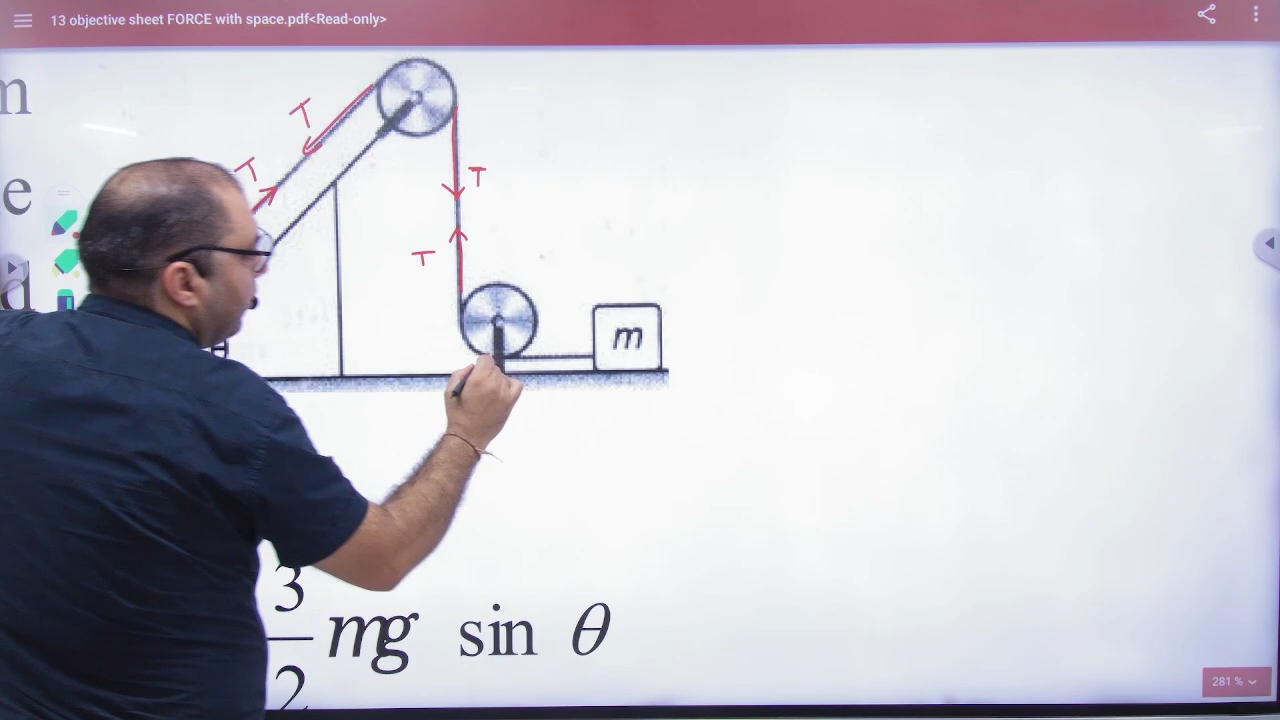 13 objective sheet FORCE with space.pdf<Read-only>
m
e
d
T
T
T
T
m
3
2
mg sin θ
281 %